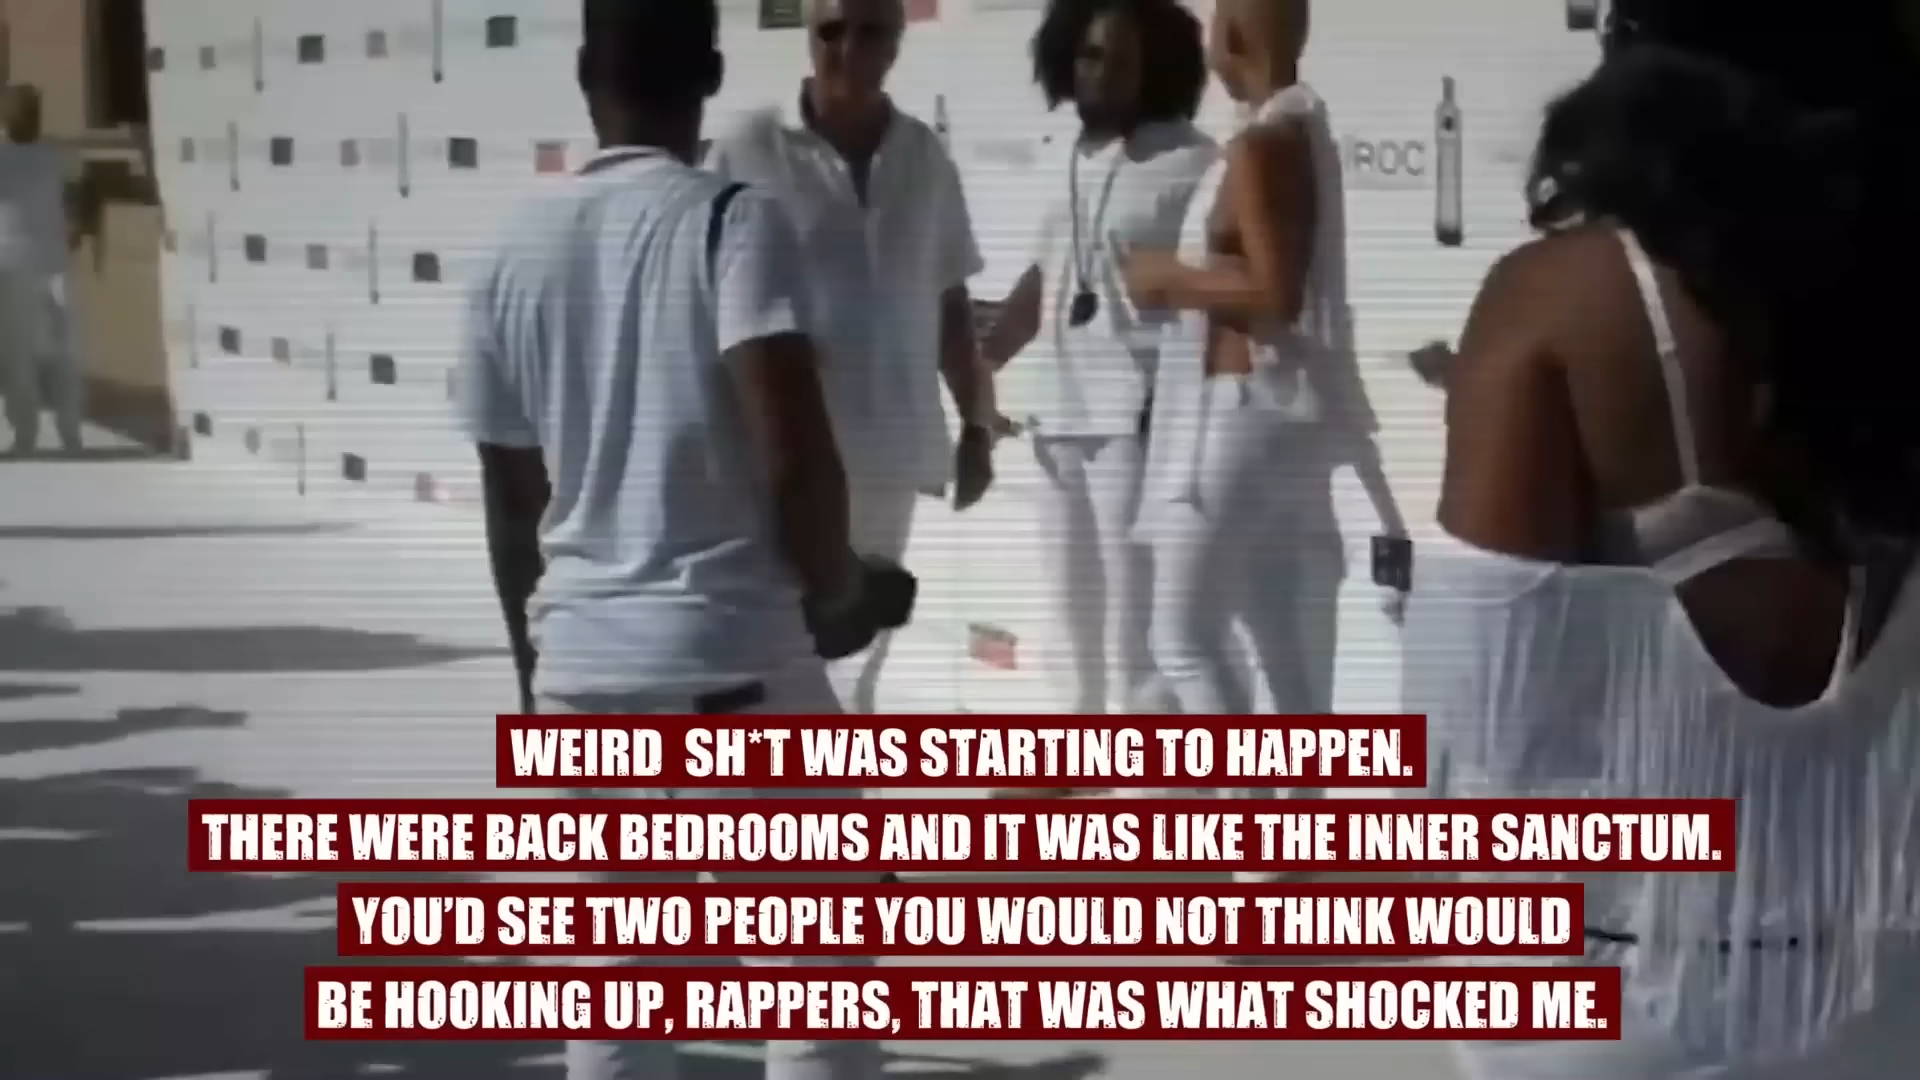 IROC
WEIRD SH*T WAS STARTING TO HAPPEN.
THERE WERE BACK BEDROOMS AND IT WAS LIKE THE INNER SANCTUM.
YOU'D SEE TWO PEOPLE YOU WOULD NOT THINK WOULD
BE HOOKING UP, RAPPERS, THAT WAS WHAT SHOCKED ME.